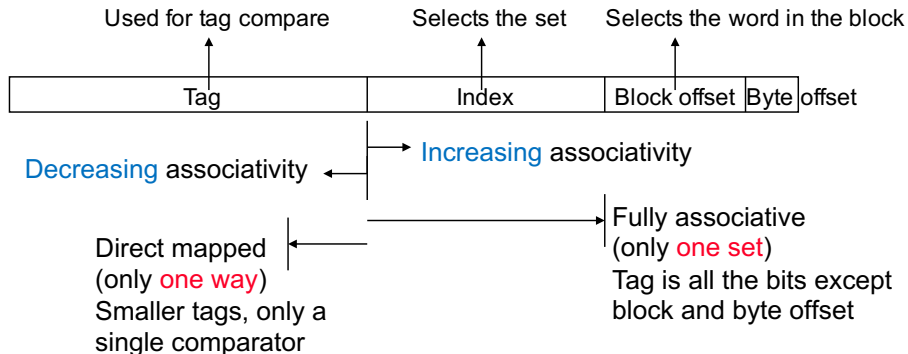 Used for tag compare
Selects the set
Selects the word in the block
Tag
Index
Block offset
Byte offset
Decreasing associativity
Increasing associativity
Direct mapped
(only one way)
Smaller tags, only a
single comparator
Fully associative
(only one set)
Tag is all the bits except
block and byte offset